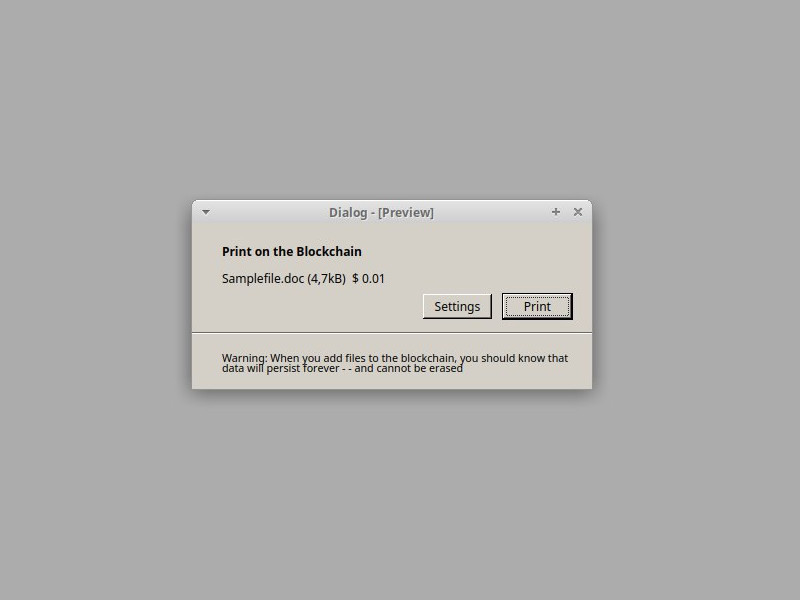 Dialog - [Preview]
Print on the Blockchain
Samplefile.doc (4,7kB)  $ 0.01
Settings
Print
Warning: When you add files to the blockchain, you should know that
data will persist forever - - and cannot be erased